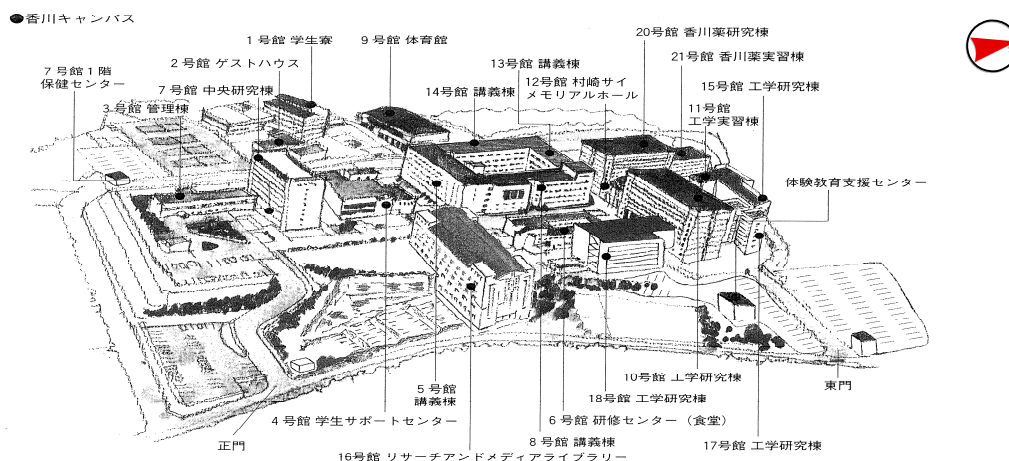 ●香川キャンパス
1号館 学生寮
9号館 体育館
20号館 香川薬研究棟
21号館 香川薬実習棟
2号館 ゲストハウス
13号館 講義棟
7号館1階
保健センター
7号館 中央研究棟
14号館 講義棟
12号館 村崎サイ
メモリアルホール
15号館 工学研究棟
3号館 管理棟
11号館
工学実習棟
体験教育支援センター
5号館
講義棟
10号館 工学研究棟
東門
18号館 工学研究棟
4号館 学生サポートセンター
6号館 研修センター（食堂）
正門
8号館 講義棟
17号館 工学研究棟
16号館 リサーチアンドメディアライブラリー